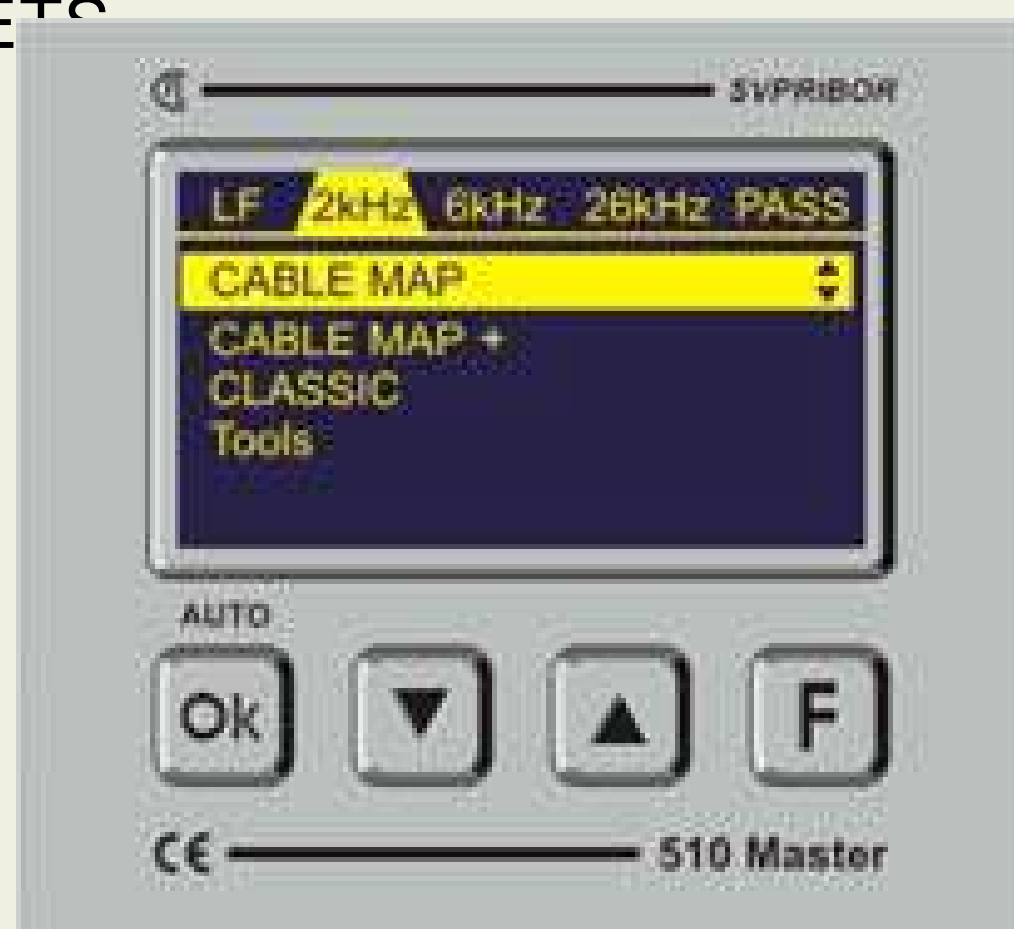 SVPRIBOR
LF 2kHz 6kHz 26kHz PASS
CABLE MAP
CABLE MAP +
CLASSIC
Tools
AUTO
Ok F
CE 510 Master